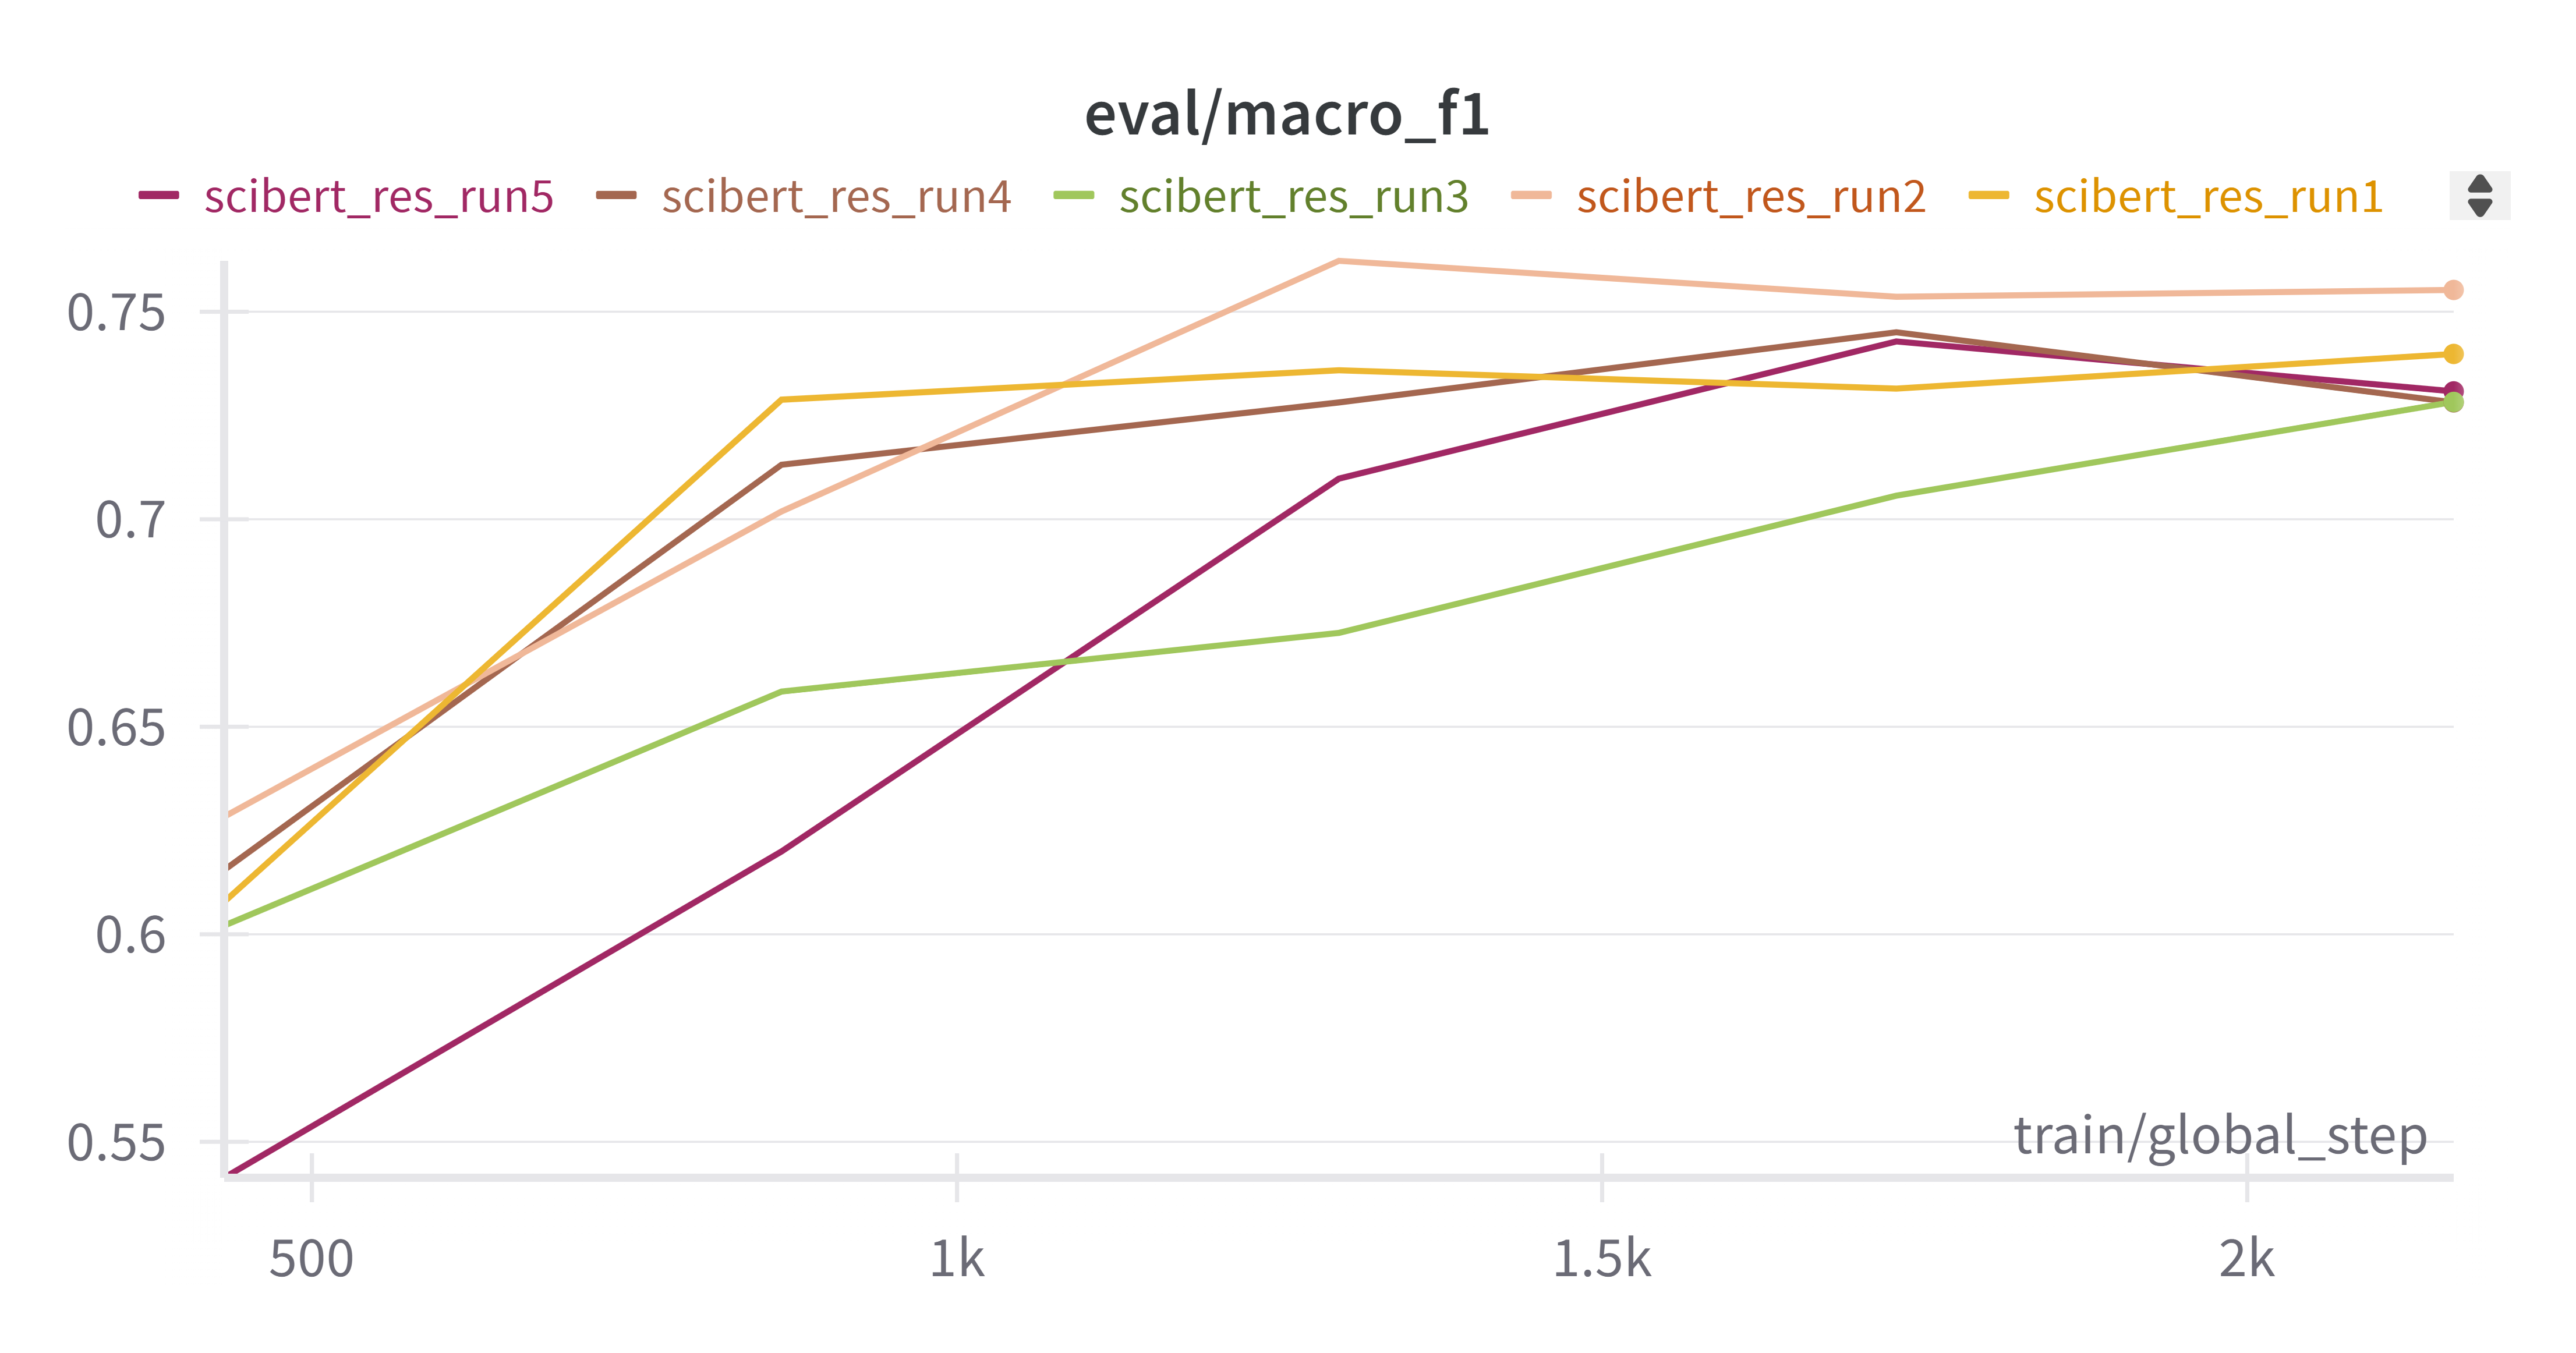 eval/macro_f1
scibert_res_run5 scibert_res_run4 scibert_res_run3 scibert_res_run2 scibert_res_run1
0.75
0.7
0.65
0.6
0.55
train/global_step
500 1k 1.5k 2k